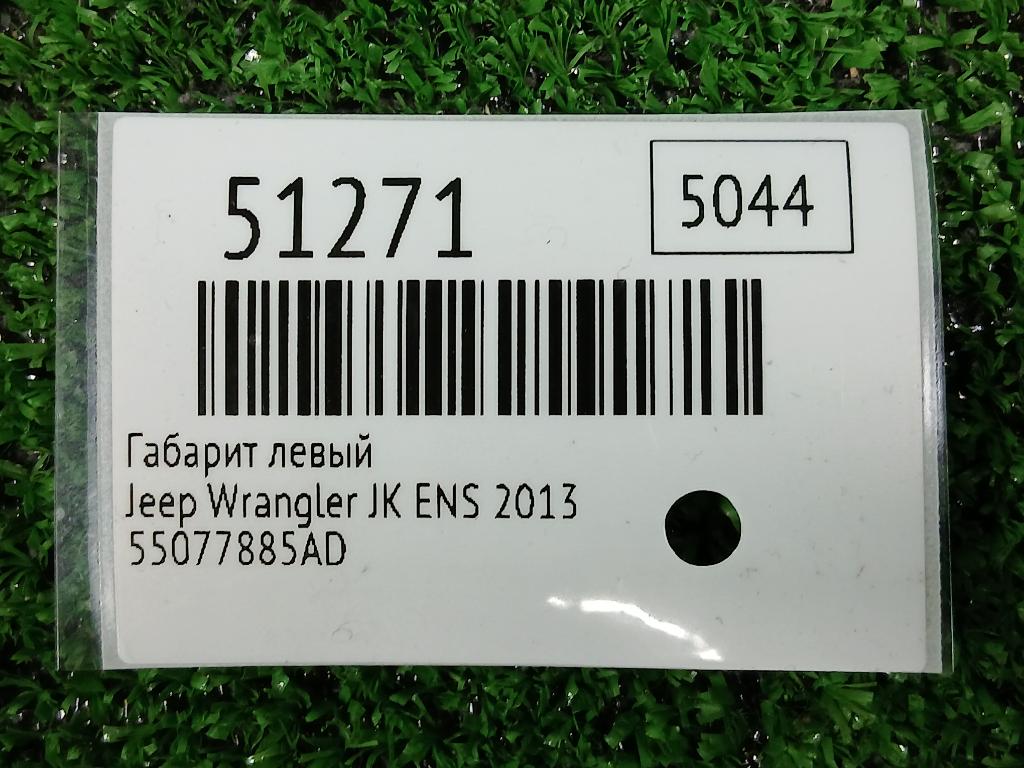 51271
5044
Габарит левый
Jeep Wrangler JK ENS 2013
55077885AD